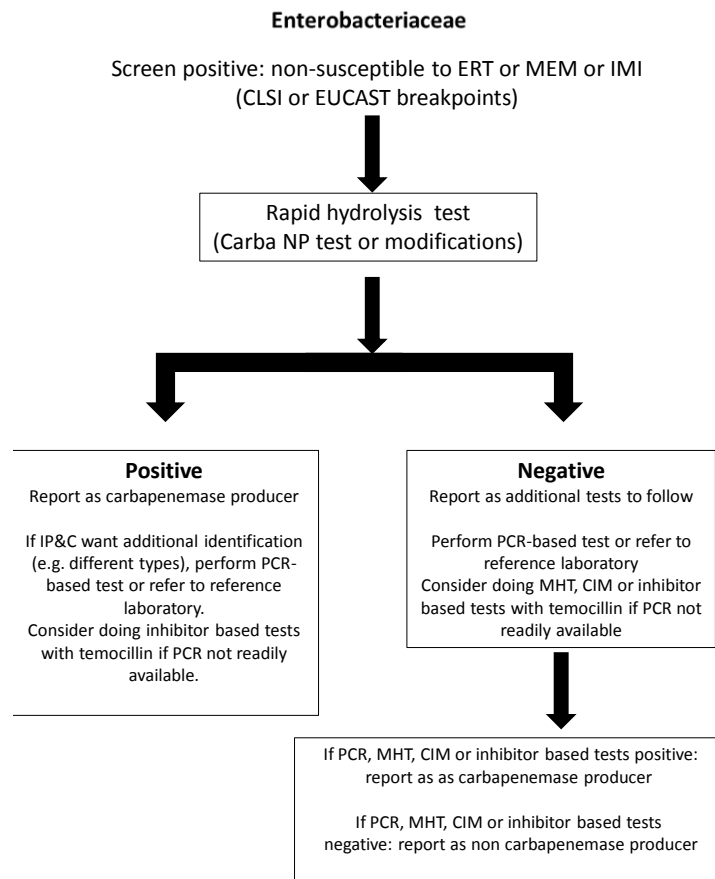 Enterobacteriaceae
Screen positive: non-susceptible to ERT or MEM or IMI
(CLSI or EUCAST breakpoints)
Rapid hydrolysis test
(Carba NP test or modifications)
Positive
Report as carbapenemase producer
If IP&C want additional identification
(e.g. different types), perform PCR-
based test or refer to reference
laboratory.
Consider doing inhibitor based tests
with temocillin if PCR not readily
available.
Negative
Report as additional tests to follow
Perform PCR-based test or refer to
reference laboratory
Consider doing MHT, CIM or inhibitor
based tests with temocillin if PCR not
readily available
If PCR, MHT, CIM or inhibitor based tests positive:
report as as carbapenemase producer
If PCR, MHT, CIM or inhibitor based tests
negative: report as non carbapenemase producer